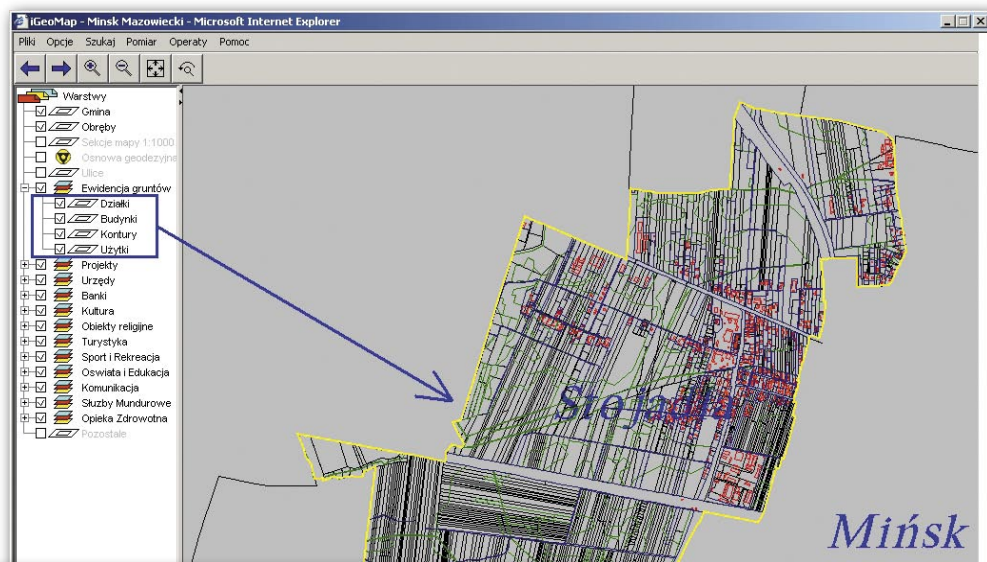 iGeoMap - Minsk Mazowiecki - Microsoft Internet Explorer
Pliki Opcje Szukaj Pomiar Operaty Pomoc
Warstwy
Gmina
Obręby
Sekcje mapy 1:1000
Osnowa geodezyjna
Ulice
Ewidencja gruntów
Działki
Budynki
Kontury
Użytki
Projekty
Urzędy
Banki
Kultura
Obiekty religijne
Turystyka
Sport i Rekreacja
Oswiata i Edukacja
Komunikacja
Służby Mundurowe
Opieka Zdrowotna
Pozostałe
Stojadła
Mińsk